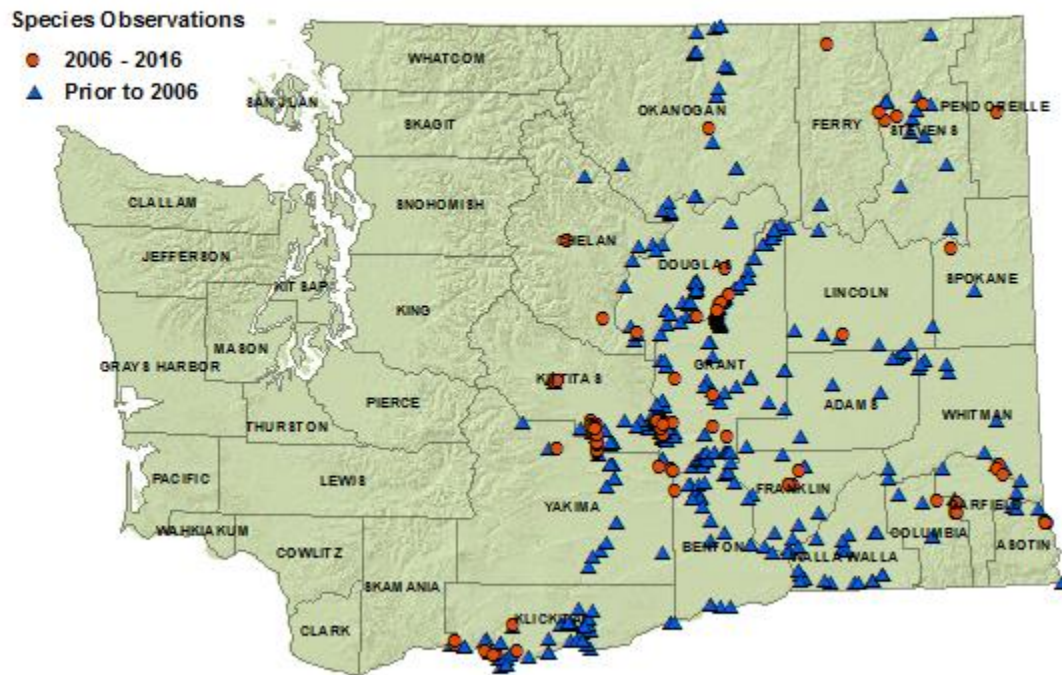 Species Observations
2006 - 2016
Prior to 2006
WHATCOM
SAN JUAN
OKANOGAN
PEND OREILLE
SKAGIT
FERRY
STEVENS
CLALLAM
SNOHOMISH
CHELAN
JEFFERSON
DOUGLAS
SPOKANE
KITSAP
LINCOLN
KING
MASON
GRAYS HARBOR
GRANT
KITTITAS
PIERCE
ADAMS
WHITMAN
THURSTON
PACIFIC
LEWIS
FRANKLIN
YAKIMA
GARFIELD
WAHKIAKUM
COLUMBIA
COWLITZ
BENTON
ASOTIN
WALLA WALLA
SKAMANIA
KLICKITAT
CLARK